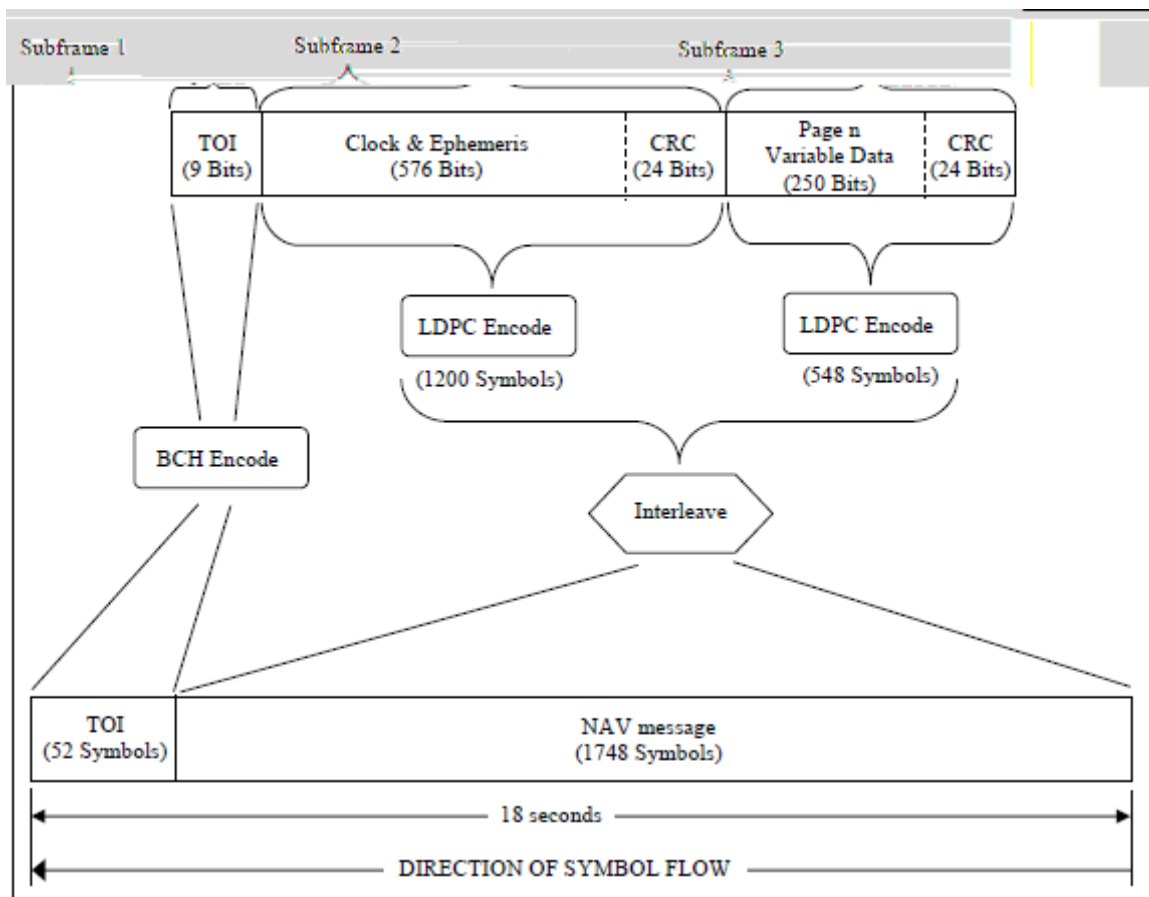 Subframe 1
Subframe 2
Subframe 3
TOI
(9 Bits)
Clock & Ephemeris
(576 Bits)
CRC
(24 Bits)
Page n
Variable Data
(250 Bits)
CRC
(24 Bits)
LDPC Encode
(1200 Symbols)
LDPC Encode
(548 Symbols)
BCH Encode
Interleave
TOI
(52 Symbols)
NAV message
(1748 Symbols)
18 seconds
DIRECTION OF SYMBOL FLOW